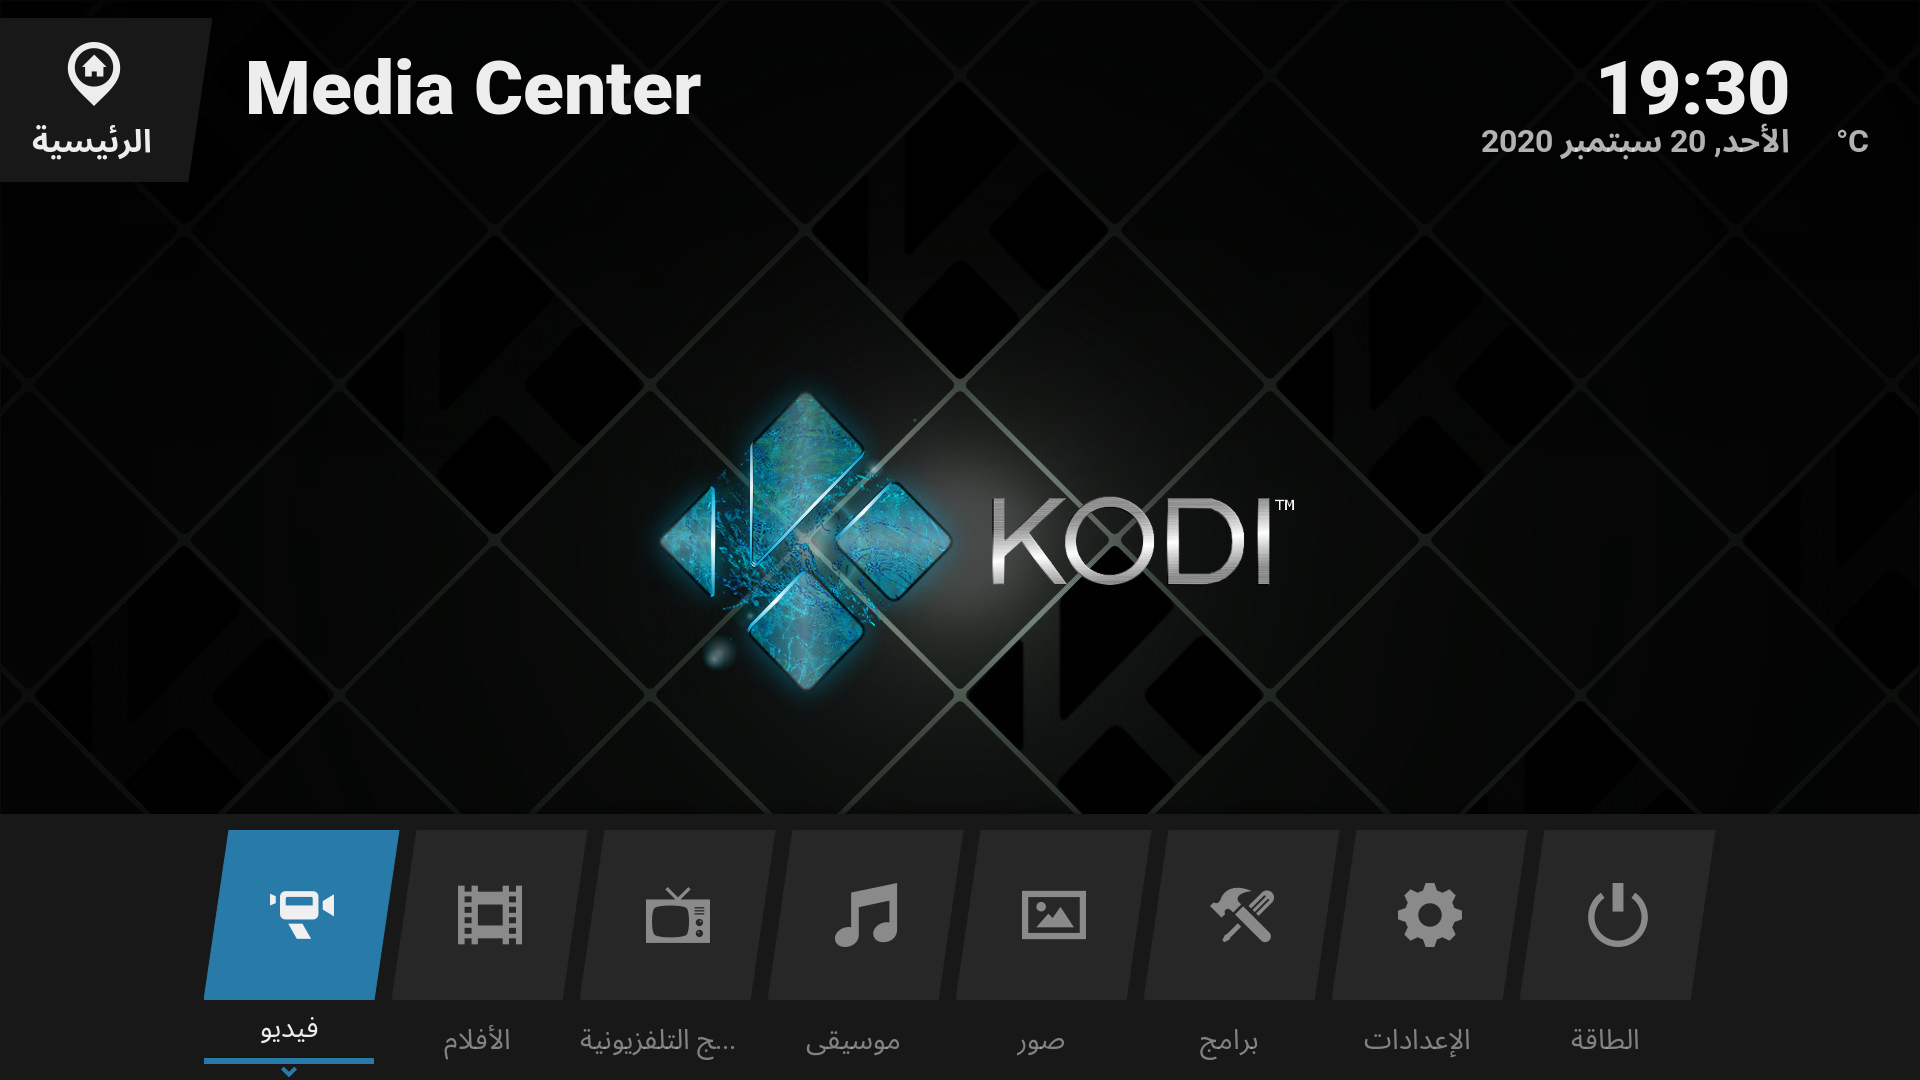 الرئيسية
Media Center
19:30
الأحد, 20 سبتمبر 2020
°C
KODI™
فيديو
الأفلام
...ج التلفزيونية
موسيقى
صور
برامج
الإعدادات
الطاقة